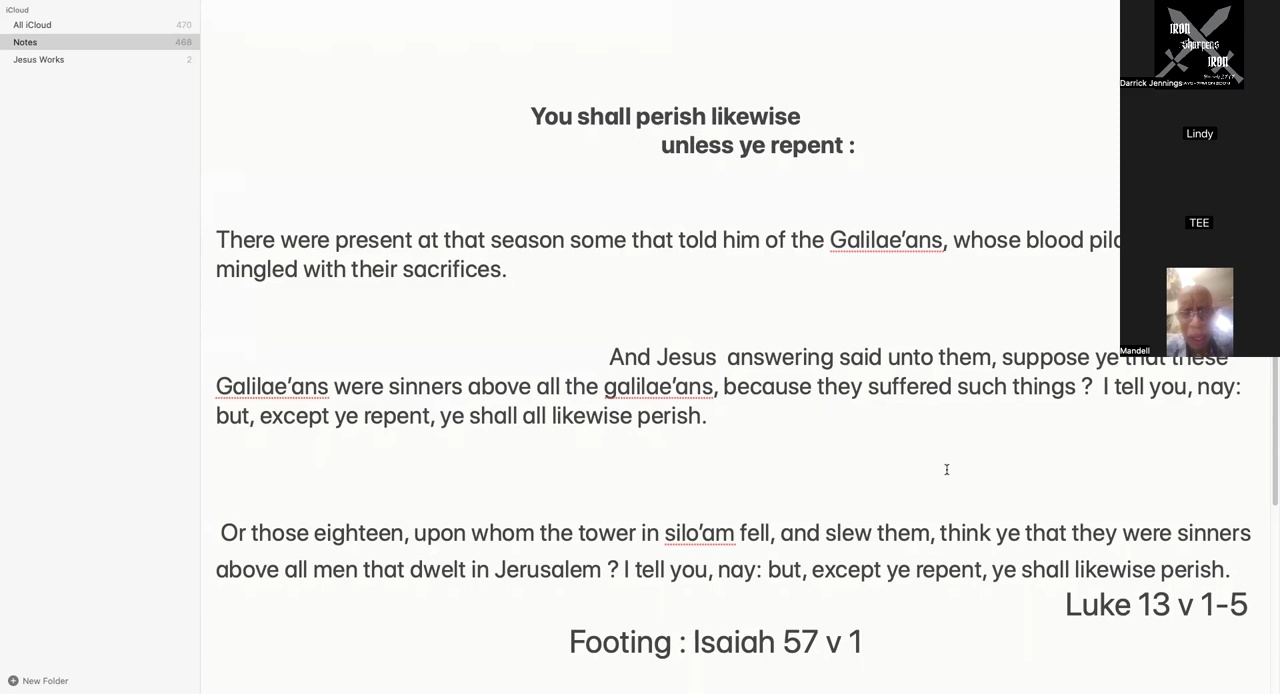 iCloud
All iCloud 470
Notes 468
Jesus Works 2
New Folder
You shall perish likewise
unless ye repent :
There were present at that season some that told him of the Galilae’ans, whose blood
mingled with their sacrifices.
And Jesus answering said unto them, suppose ye that these
Galilae’ans were sinners above all the galilae’ans, because they suffered such things ? I tell you, nay:
but, except ye repent, ye shall all likewise perish.
Or those eighteen, upon whom the tower in silo’am fell, and slew them, think ye that they were sinners
above all men that dwelt in Jerusalem ? I tell you, nay: but, except ye repent, ye shall likewise perish.
Luke 13 v 1-5
Footing : Isaiah 57 v 1
IRON
sharpens
IRON
Darrick Jennings
Lindy
TEE
Mandell